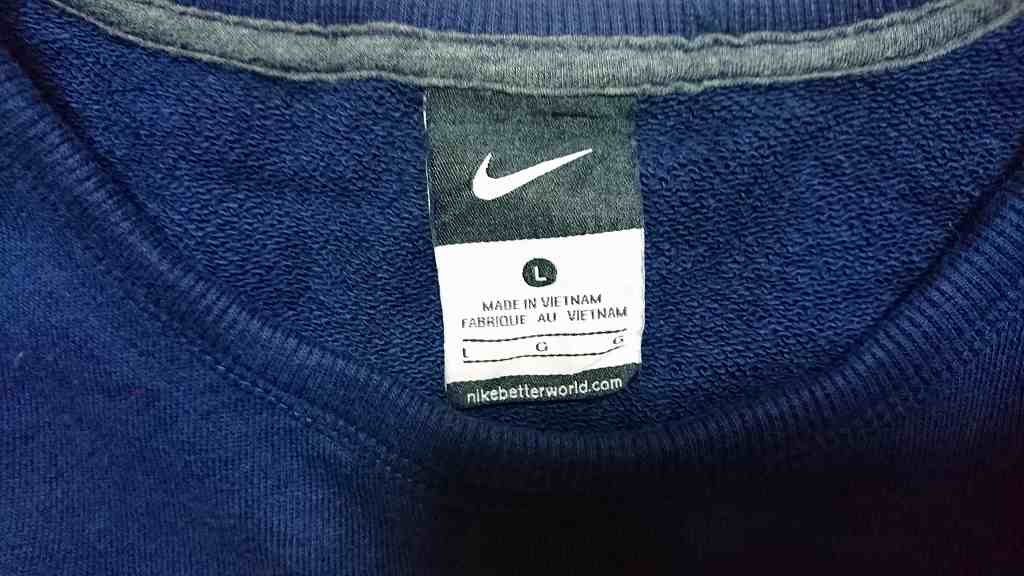 L
MADE IN VIETNAM
FABRIQUE AU VIETNAM
L G G
nikebetterworld.com